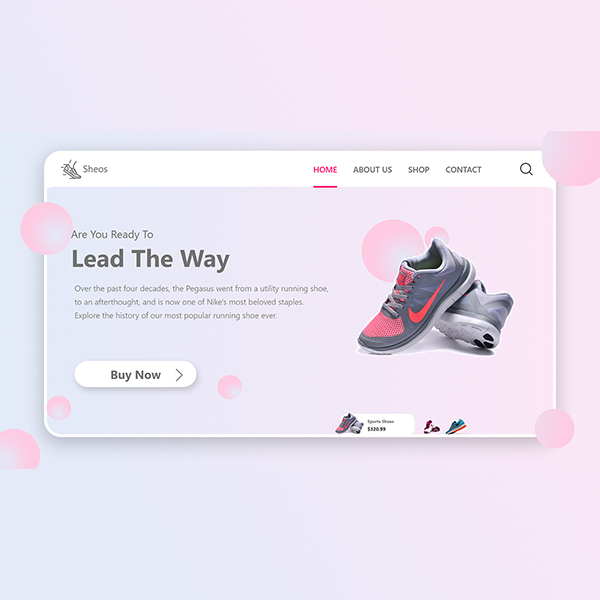 Sheos
HOME
ABOUT US
SHOP
CONTACT
Are You Ready To
Lead The Way
Over the past four decades, the Pegasus went from a utility running shoe,
to an afterthought, and is now one of Nike's most beloved staples.
Explore the history of our most popular running shoe ever.
Buy Now
Sports Shoes
$320.99